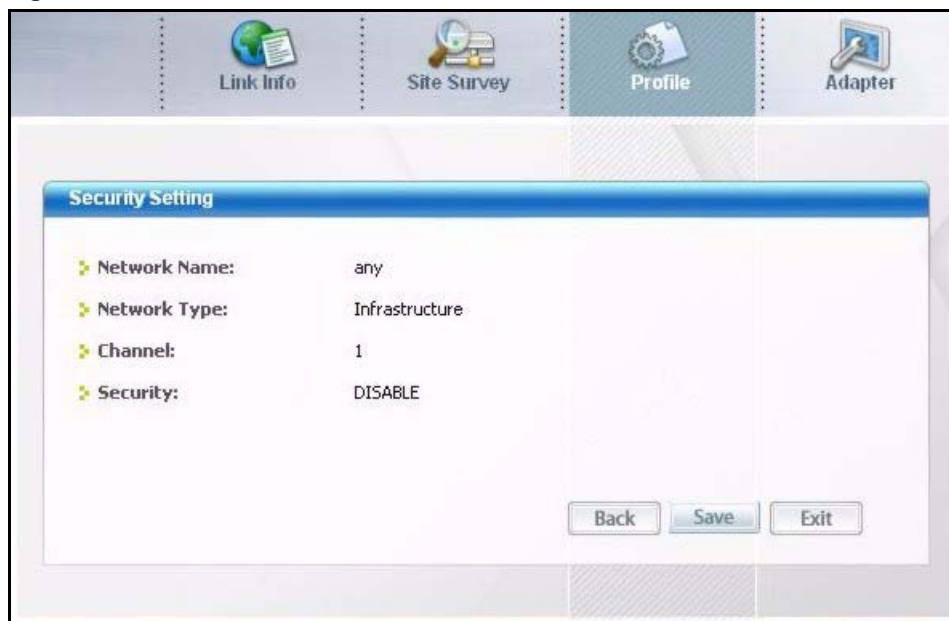 Link Info Site Survey Profile Adapter
Security Setting
Network Name: any
Network Type: Infrastructure
Channel: 1
Security: DISABLE
Back Save Exit